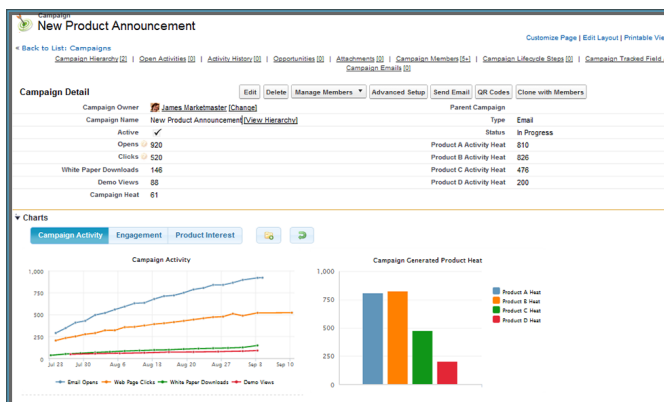 Campaign
New Product Announcement
Customize Page | Edit Layout | Printable Vie
« Back to List: Campaigns
Campaign Hierarchy [2] | Open Activities [0] | Activity History [0] | Opportunities [0] | Attachments [0] | Campaign Members [5+] | Campaign Lifecycle Steps [0] | Campaign Tracked Field
Campaign Emails [0]
Campaign Detail Edit Delete Manage Members Advanced Setup Send Email QR Codes Clone with Members
Campaign Owner James Marketmaster [Change] Parent Campaign
Campaign Name New Product Announcement [View Hierarchy] Type Email
Active ✓ Status In Progress
Opens 920 Product A Activity Heat 810
Clicks 520 Product B Activity Heat 826
White Paper Downloads 146 Product C Activity Heat 476
Demo Views 88 Product D Activity Heat 200
Campaign Heat 61
Charts
Campaign Activity Engagement Product Interest
Campaign Activity
1,000
750
500
250
0
Jul 25 Jul 30 Aug 6 Aug 13 Aug 20 Aug 27 Sep 3 Sep 10
Email Opens Web Page Clicks White Paper Downloads Demo Views
Campaign Generated Product Heat
1,000
750
500
250
0
Product A Heat
Product B Heat
Product C Heat
Product D Heat